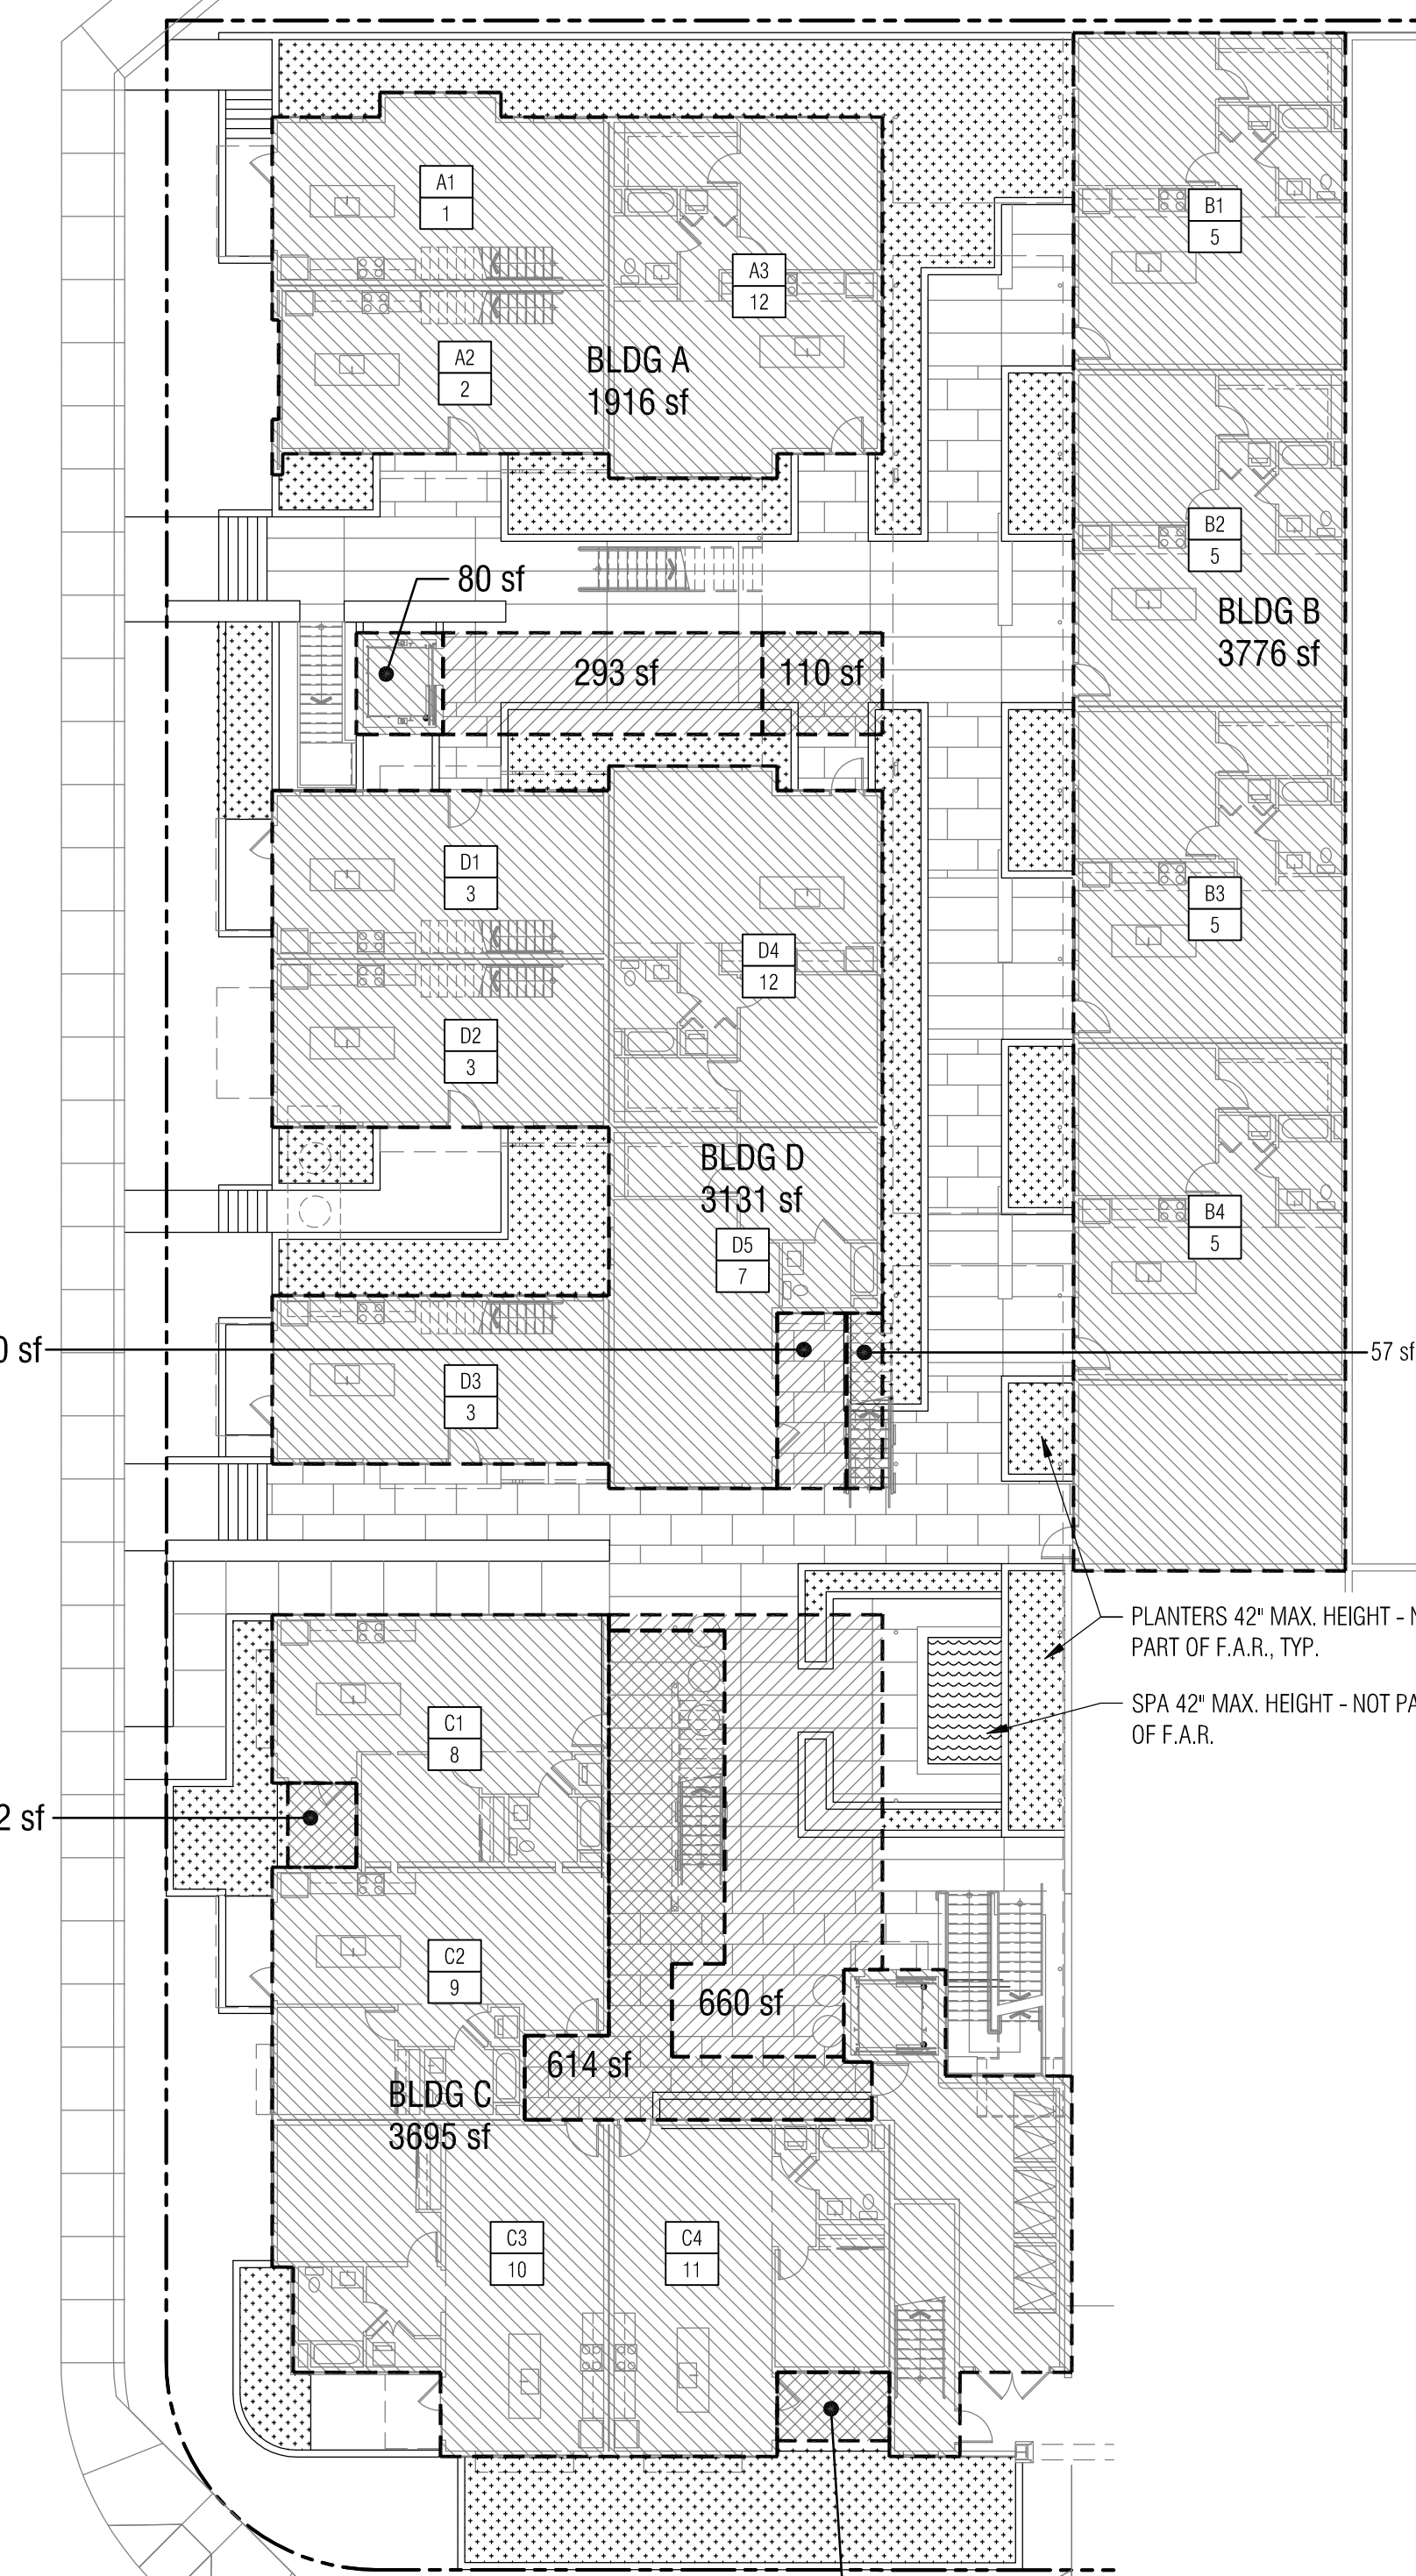 A1
1
B1
5
A3
12
A2
2
BLDG A
1916 sf
B2
5
80 sf
BLDG B
3776 sf
293 sf
110 sf
D1
3
B3
5
D4
12
D2
3
BLDG D
3131 sf
B4
5
D5
7
0 sf
57 sf
D3
3
PLANTERS 42" MAX. HEIGHT - N
PART OF F.A.R., TYP.
SPA 42" MAX. HEIGHT - NOT PA
OF F.A.R.
C1
8
2 sf
C2
9
660 sf
614 sf
BLDG C
3695 sf
C3
10
C4
11